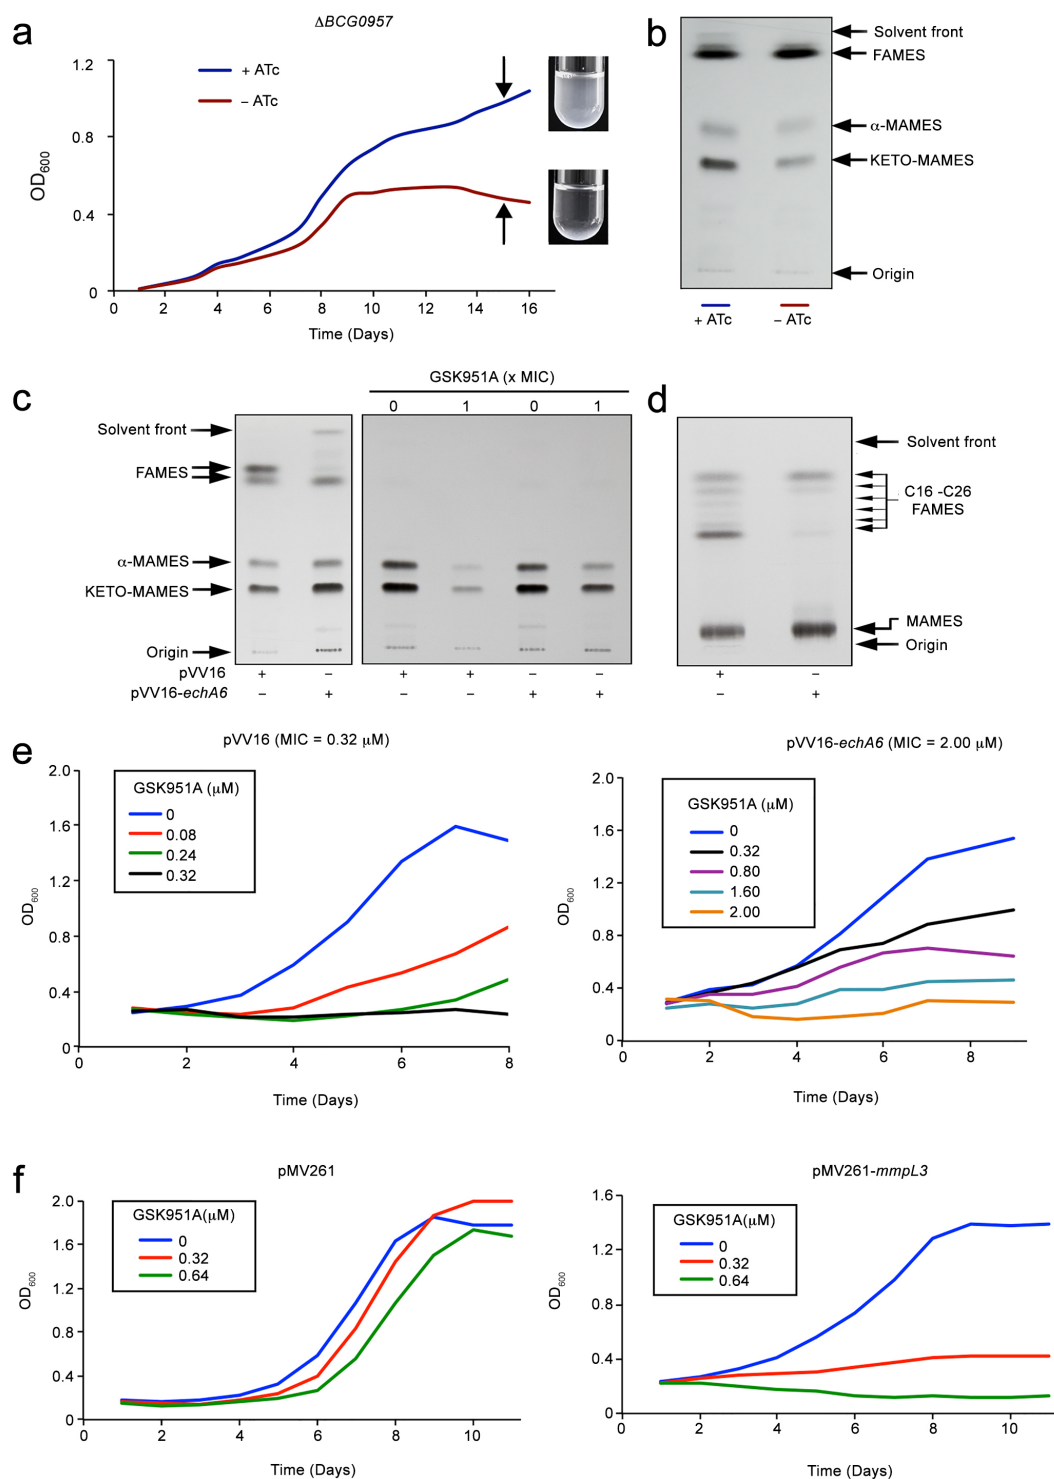 a
ΔBCG0957
1.2
0.8
0.4
0
OD600
+ ATc
– ATc
0 2 4 6 8 10 12 14 16
Time (Days)
b
Solvent front
FAMES
α-MAMES
KETO-MAMES
Origin
+ ATc – ATc
c
GSK951A (x MIC)
0 1 0 1
Solvent front
FAMES
α-MAMES
KETO-MAMES
Origin
pVV16 + – + + – –
pVV16-echA6 – + – – + +
d
Solvent front
C16 -C26
FAMES
MAMES
Origin
+ –
– +
e
pVV16 (MIC = 0.32 μM)
2.0
1.6
1.2
0.8
0.4
0
OD600
GSK951A (μM)
0
0.08
0.24
0.32
0 2 4 6 8
Time (Days)
pVV16-echA6 (MIC = 2.00 μM)
2.0
1.6
1.2
0.8
0.4
0
OD600
GSK951A (μM)
0
0.32
0.80
1.60
2.00
0 2 4 6 8
Time (Days)
f
pMV261
2.0
1.6
1.2
0.8
0.4
0
OD600
GSK951A(μM)
0
0.32
0.64
0 2 4 6 8 10
Time (Days)
pMV261-mmpL3
1.6
1.2
0.8
0.4
0
OD600
GSK951A(μM)
0
0.32
0.64
0 2 4 6 8 10
Time (Days)